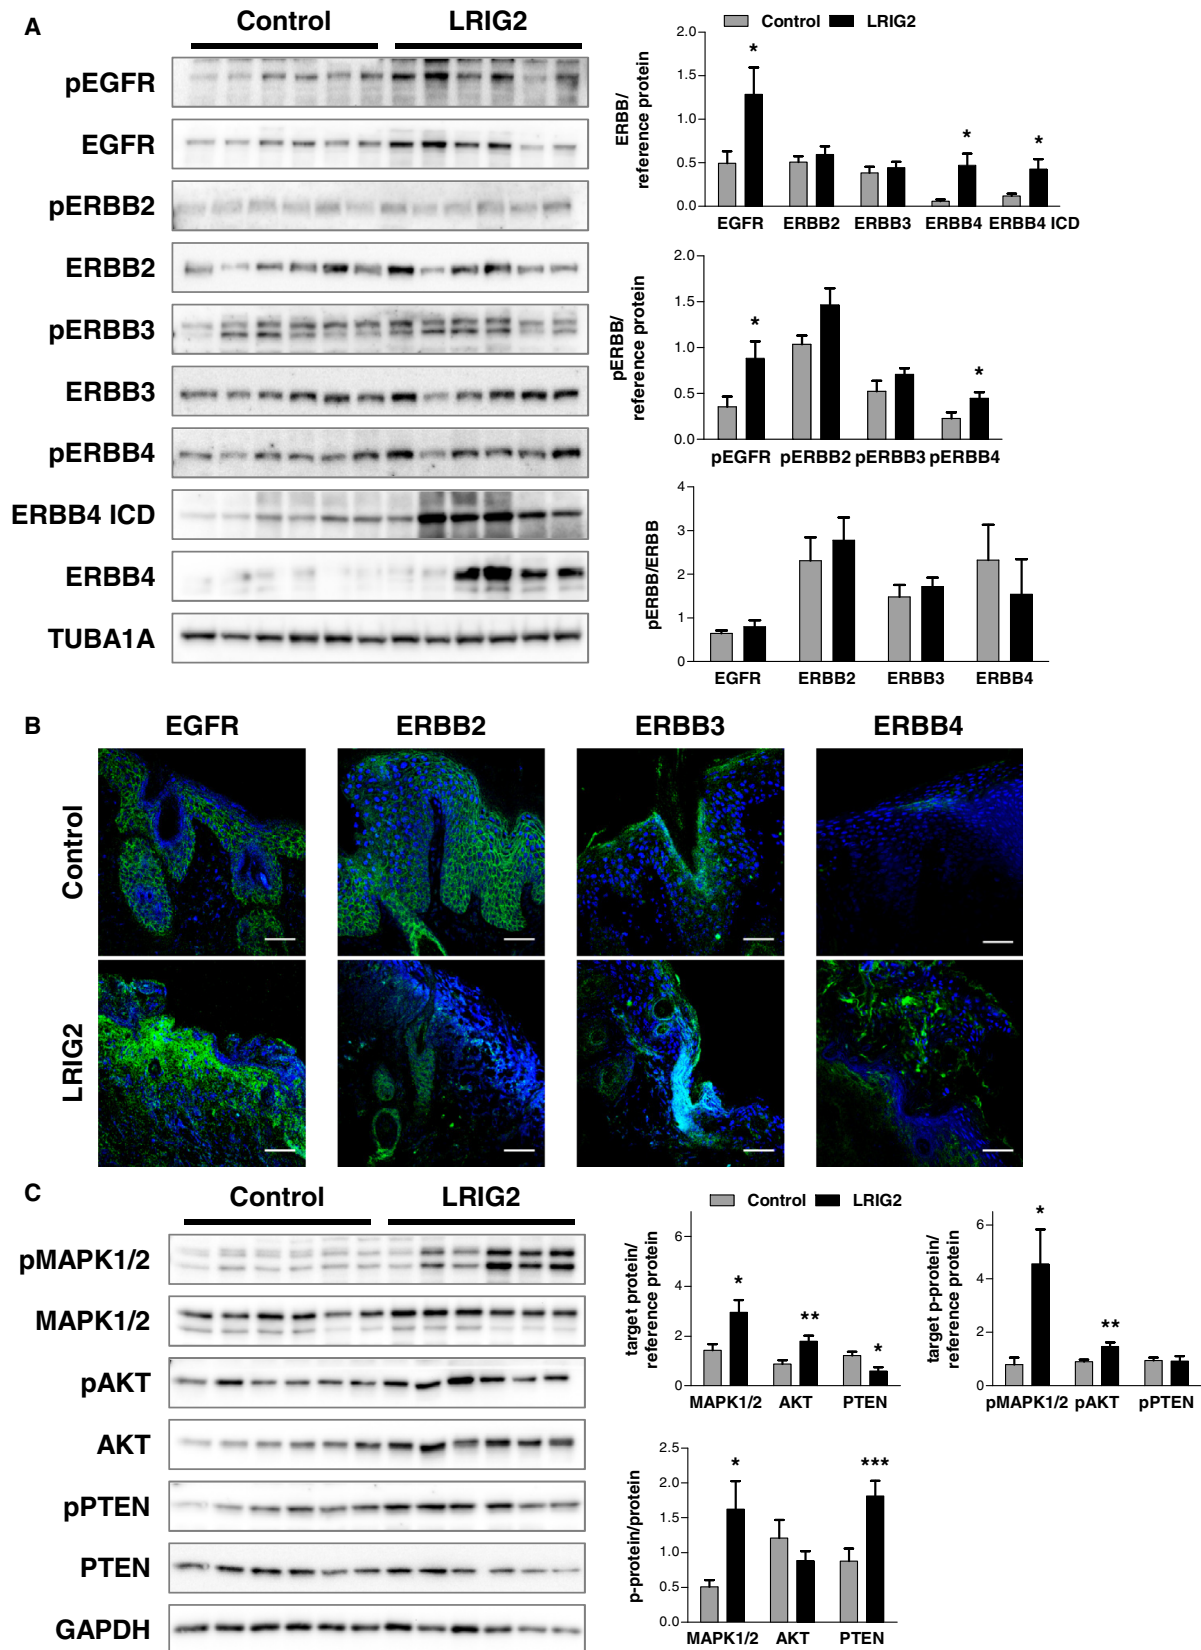 A
Control LRIG2
pEGFR
EGFR
pERBB2
ERBB2
pERBB3
ERBB3
pERBB4
ERBB4 ICD
ERBB4
TUBA1A
Control LRIG2
ERBB/
reference protein
2.0
1.5
1.0
0.5
0.0
* * *
EGFR ERBB2 ERBB3 ERBB4 ERBB4 ICD
pERBB/
reference protein
2.0
1.5
1.0
0.5
0.0
* *
pEGFR pERBB2 pERBB3 pERBB4
pERBB/ERBB
4
3
2
1
0
EGFR ERBB2 ERBB3 ERBB4
B
EGFR ERBB2 ERBB3 ERBB4
Control
LRIG2
C
Control LRIG2
pMAPK1/2
MAPK1/2
pAKT
AKT
pPTEN
PTEN
GAPDH
Control LRIG2
target protein/
reference protein
6
4
2
0
* ** *
MAPK1/2 AKT PTEN
target p-protein/
reference protein
6
4
2
0
* **
pMAPK1/2 pAKT pPTEN
p-protein/protein
2.5
2.0
1.5
1.0
0.5
0.0
* ***
MAPK1/2 AKT PTEN